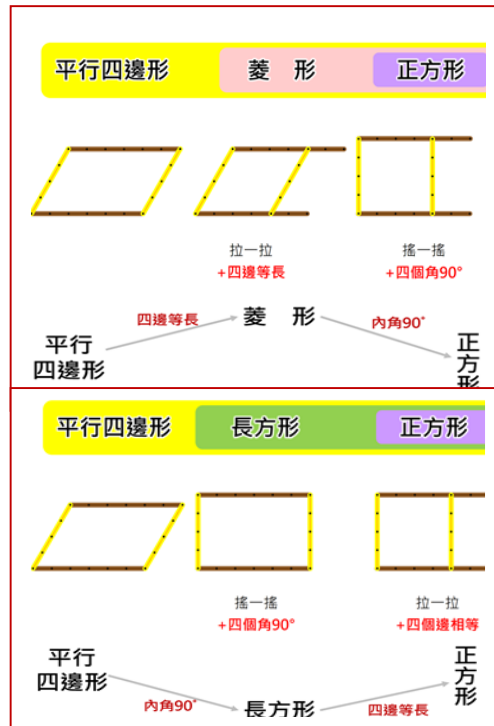 平行四邊形 菱 形 正方形
拉一拉 搖一搖
+四邊等長 +四個角90°
四邊等長 菱 形 內角90°
平行
四邊形
正方形
平行四邊形 長方形 正方形
搖一搖 拉一拉
+四個角90° +四個邊相等
平行
四邊形
正方形
內角90° 長方形 四邊等長